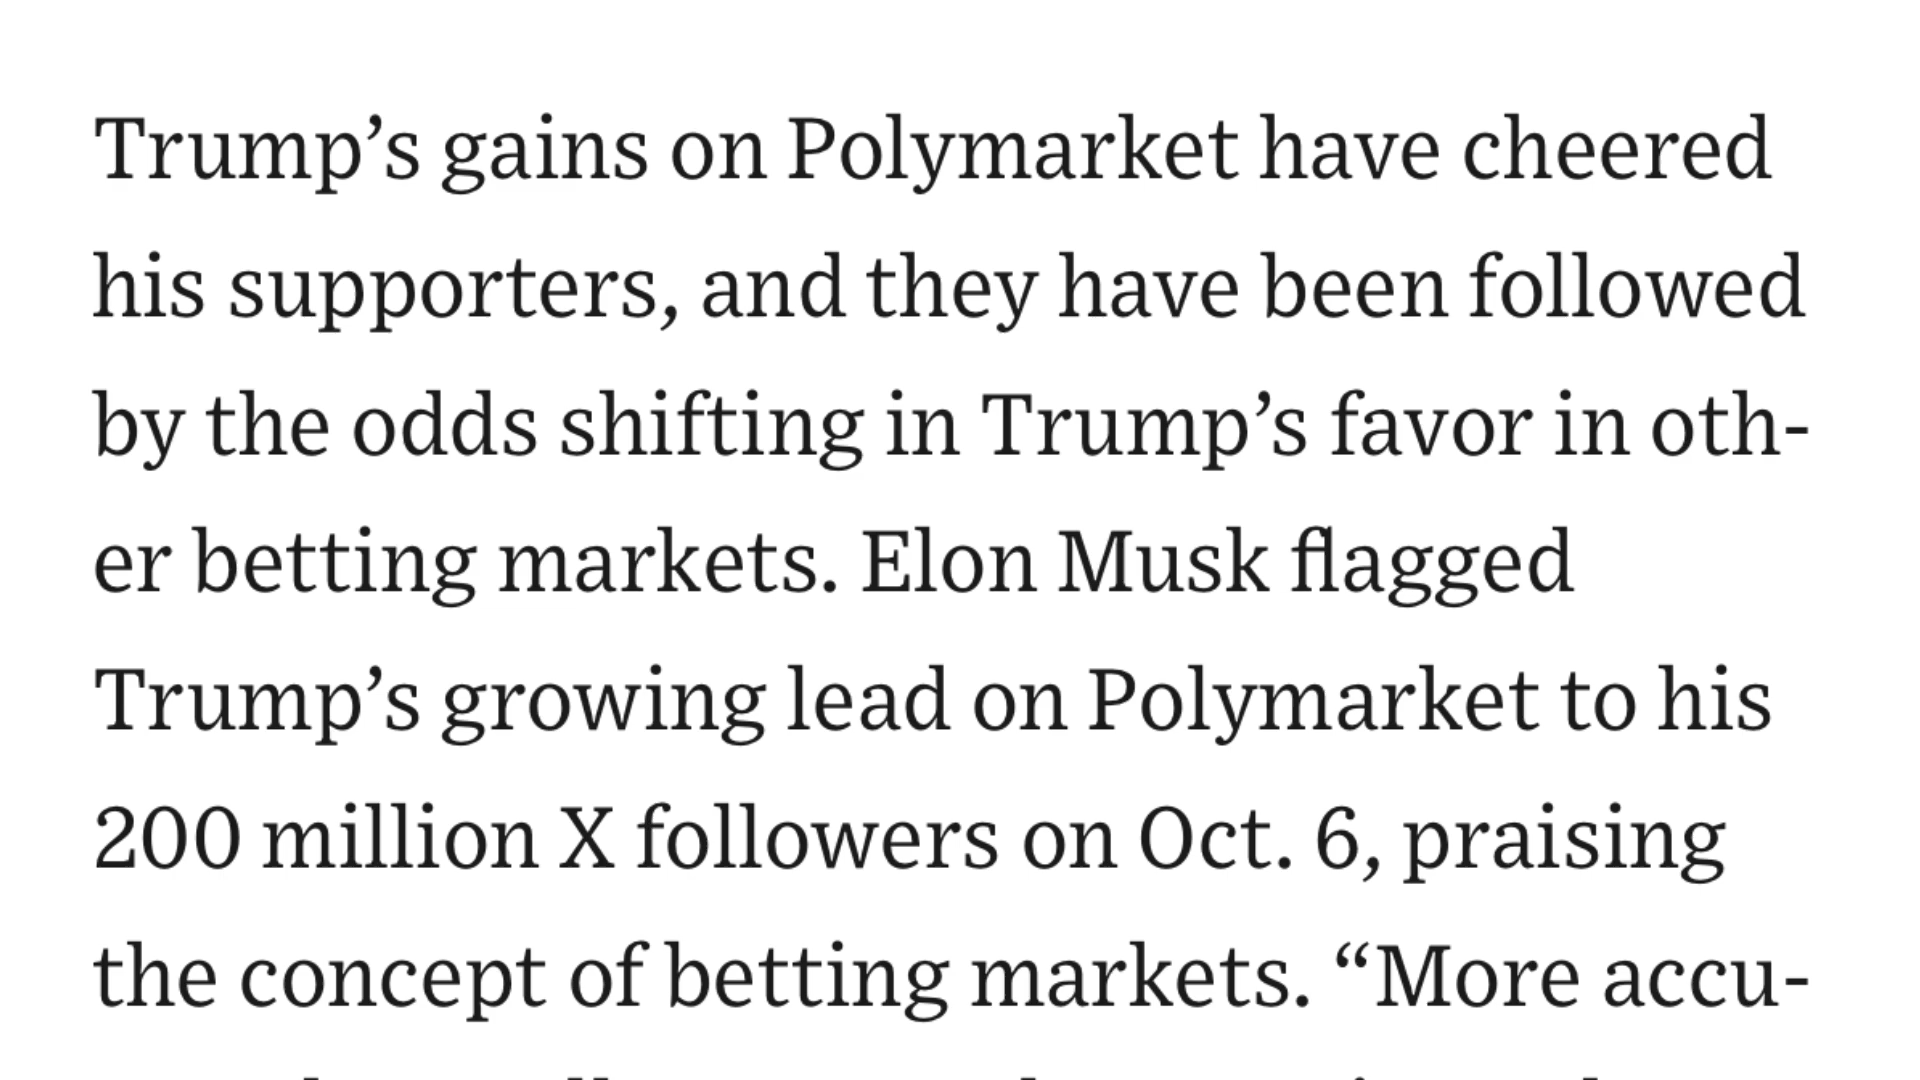 Trump’s gains on Polymarket have cheered
his supporters, and they have been followed
by the odds shifting in Trump’s favor in oth-
er betting markets. Elon Musk flagged
Trump’s growing lead on Polymarket to his
200 million X followers on Oct. 6, praising
the concept of betting markets. “More accu-